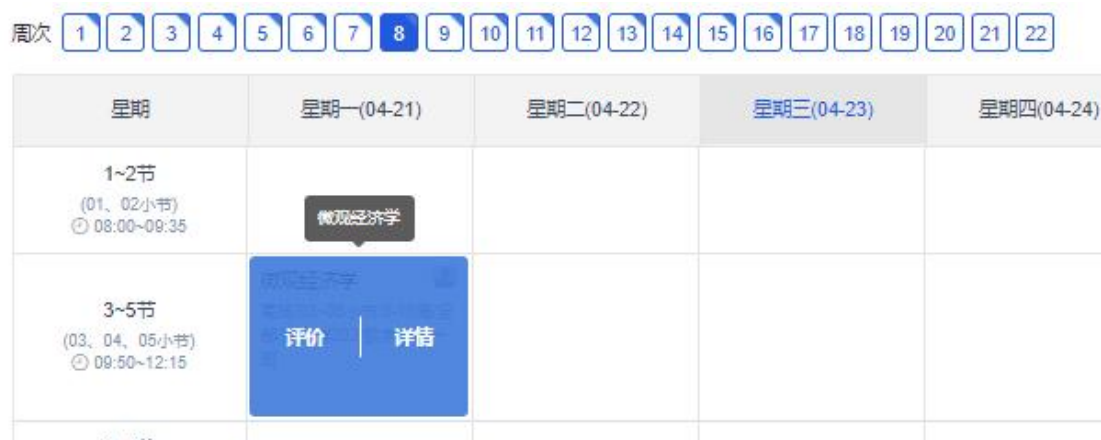 周次 1 2 3 4 5 6 7 8 9 10 11 12 13 14 15 16 17 18 19 20 21 22
星期 星期一(04-21) 星期二(04-22) 星期三(04-23) 星期四(04-24)
1~2节
(01、02小节)
08:00~09:35
微观经济学
微观经济学
3~5节
(03、04、05小节)
09:50~12:15
评价 详情